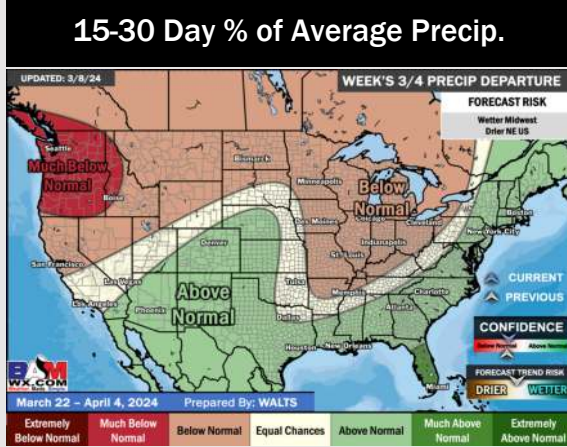 15-30 Day % of Average Precip.
UPDATED: 3/8/24
WEEK'S 3/4 PRECIP DEPARTURE
FORECAST RISK
Wetter Midwest
Drier NE US
Seattle
Much Below
Normal
Boise
Bismarck
Minneapolis
Below
Normal
Chicago
Cleveland
Boston
New York City
Des Moines
Indianapolis
St. Louis
Denver
San Francisco
Las Vegas
Los Angeles
Phoenix
Above
Normal
Tulsa
Memphis
Charlotte
Atlanta
Dallas
Houston
New Orleans
Miami
CURRENT
PREVIOUS
CONFIDENCE
Below Normal
Above Normal
FORECAST TREND RISK
DRIER
WETTER
BAM
WX.COM
March 22 – April 4, 2024
Prepared By: WALTS
Extremely
Below Normal
Much Below
Normal
Below Normal
Equal Chances
Above Normal
Much Above
Normal
Extremely
Above Normal